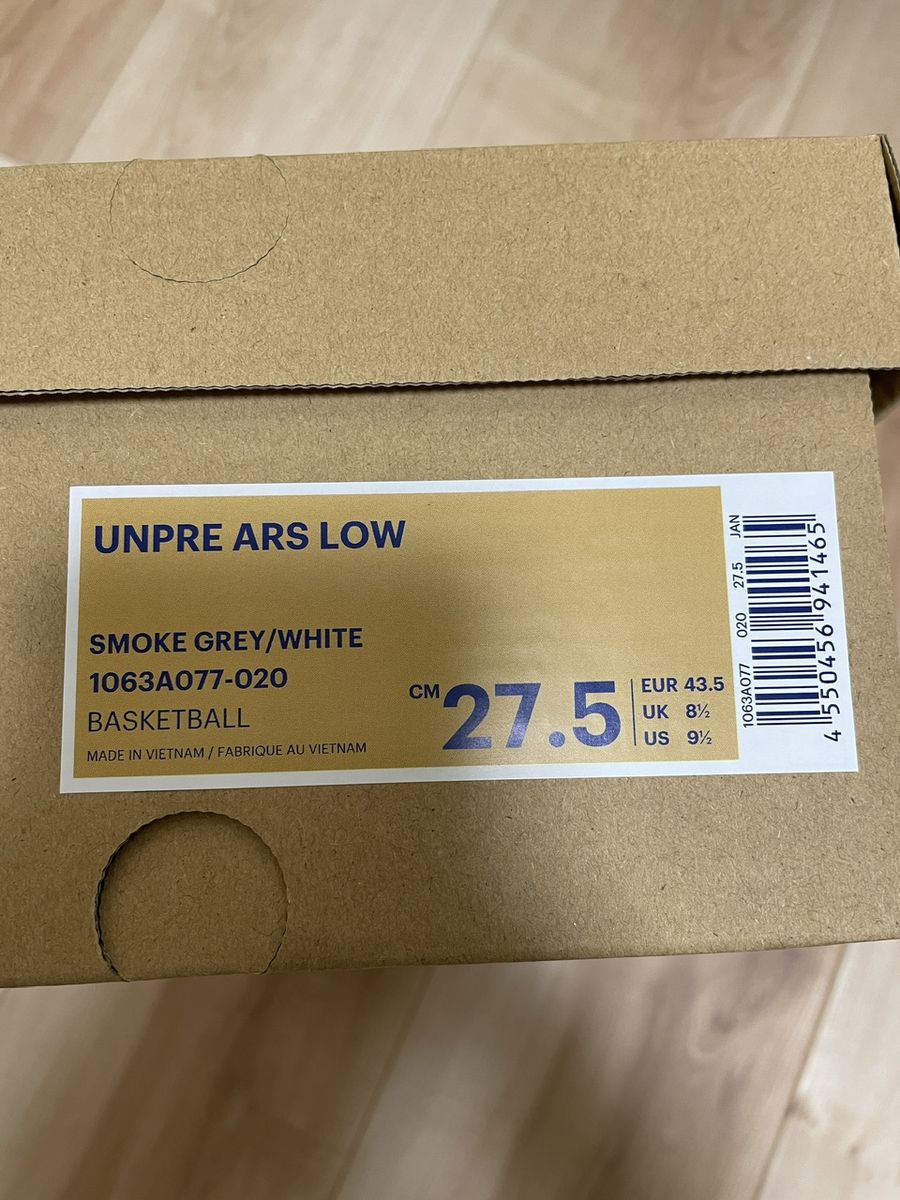 UNPRE ARS LOW
SMOKE GREY/WHITE
1063A077-020
BASKETBALL
MADE IN VIETNAM / FABRIQUE AU VIETNAM
CM 27.5
EUR 43.5
UK 8½
US 9½
1063A077 020 27.5 JAN
4 550456 941465